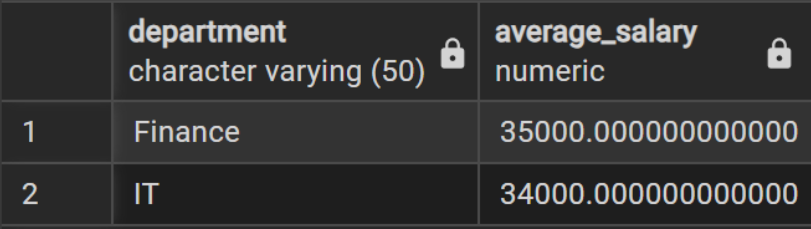 department
character varying (50)
average_salary
numeric
1 Finance 35000.000000000000
2 IT 34000.000000000000